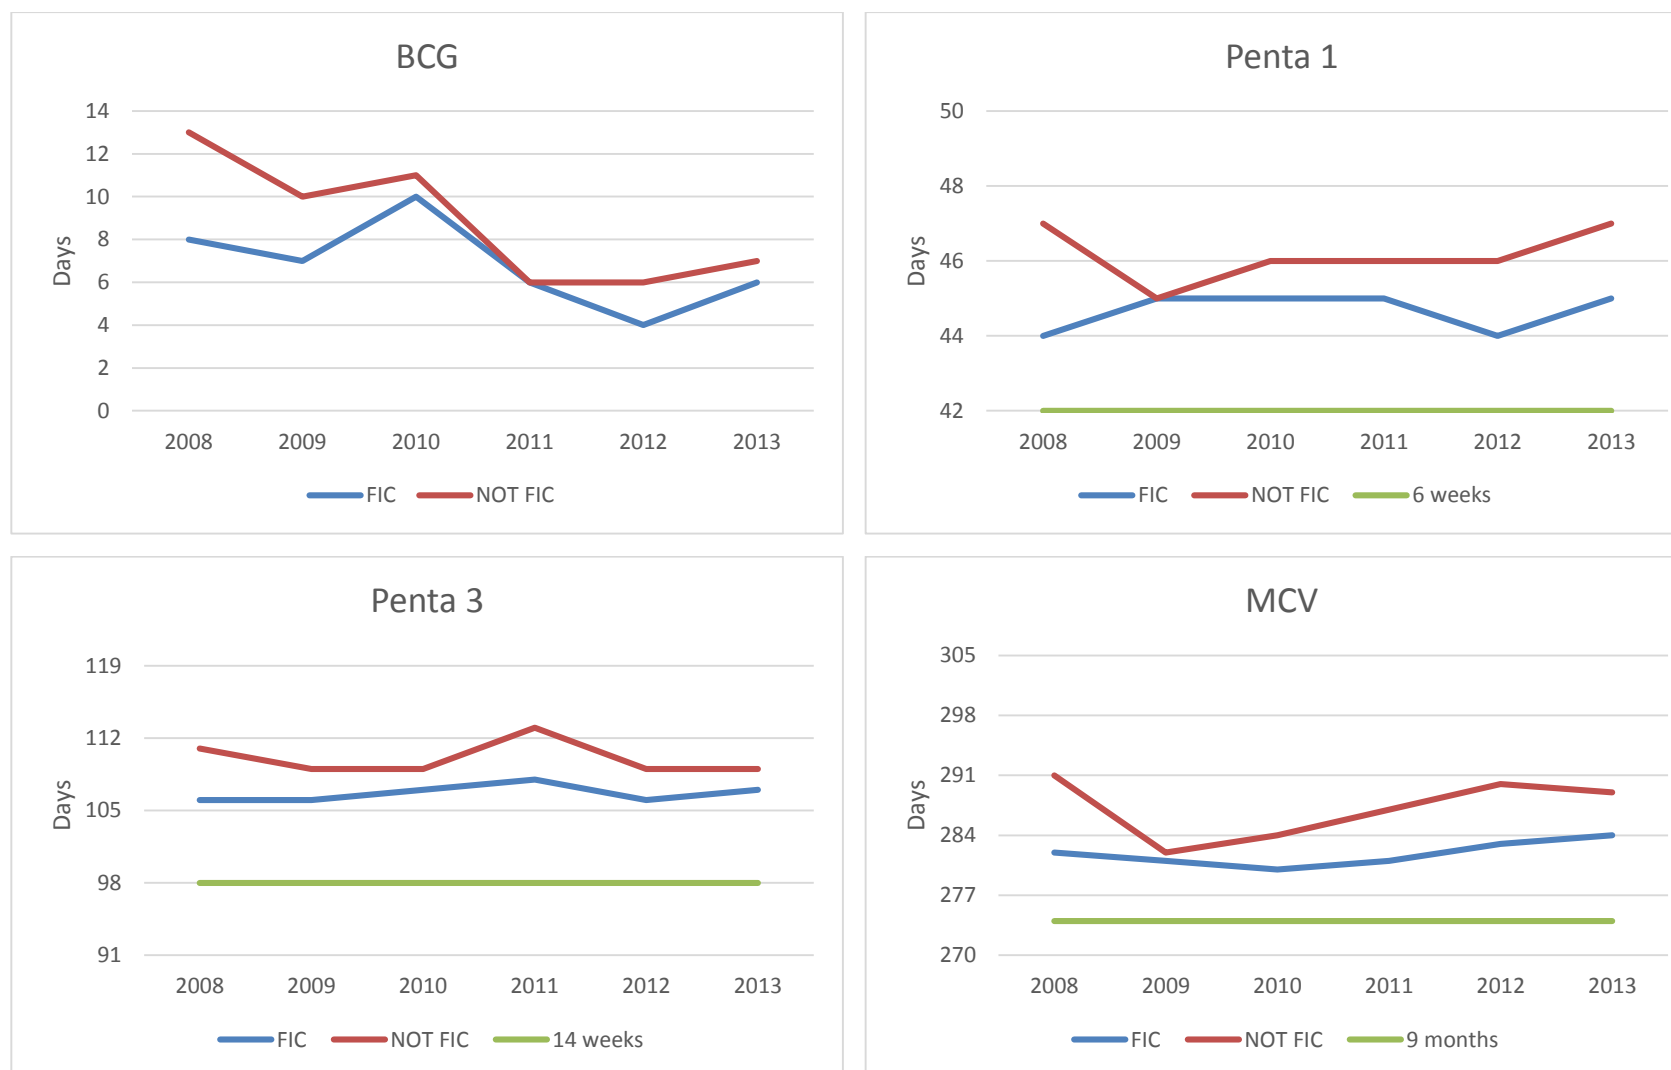 BCG
14
12
10
8
6
4
2
0
Days
2008 2009 2010 2011 2012 2013
FIC NOT FIC
Penta 1
50
48
46
44
42
Days
2008 2009 2010 2011 2012 2013
FIC NOT FIC 6 weeks
Penta 3
119
112
105
98
91
Days
2008 2009 2010 2011 2012 2013
FIC NOT FIC 14 weeks
MCV
305
298
291
284
277
270
Days
2008 2009 2010 2011 2012 2013
FIC NOT FIC 9 months